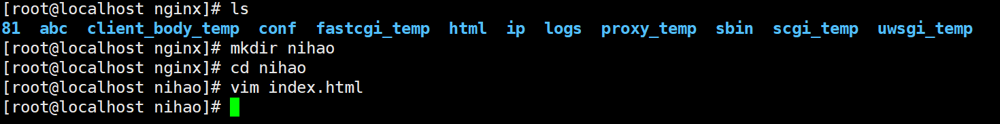 [root@localhost nginx]# ls
81  abc  client_body_temp  conf  fastcgi_temp  html  ip  logs  proxy_temp  sbin  scgi_temp  uwsgi_temp
[root@localhost nginx]# mkdir nihao
[root@localhost nginx]# cd nihao
[root@localhost nihao]# vim index.html
[root@localhost nihao]#